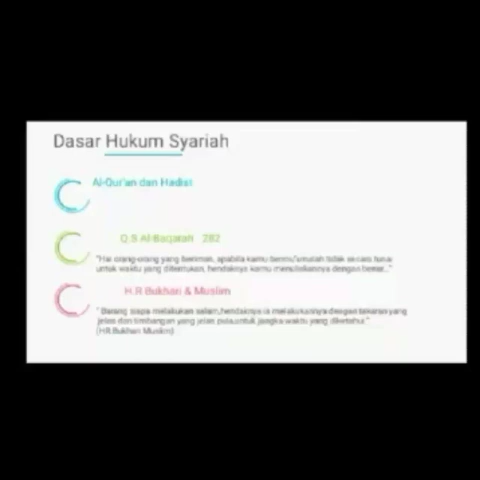 Dasar Hukum Syariah
Al-Qur'an dan Hadist
Q.S Al-Baqarah 282
"Hai orang-orang yang beriman, apabila kamu bermu'amalah tidak secara tunai
untuk waktu yang ditentukan, hendaknya kamu menuliskannya dengan benar.."
H.R Bukhari & Muslim
" Barang siapa melakukan salam,hendaknya ia melakukannya dengan takaran yang
jelas dan timbangan yang jelas pula,untuk jangka waktu yang diketahui."
(HR.Bukhari Muslim)